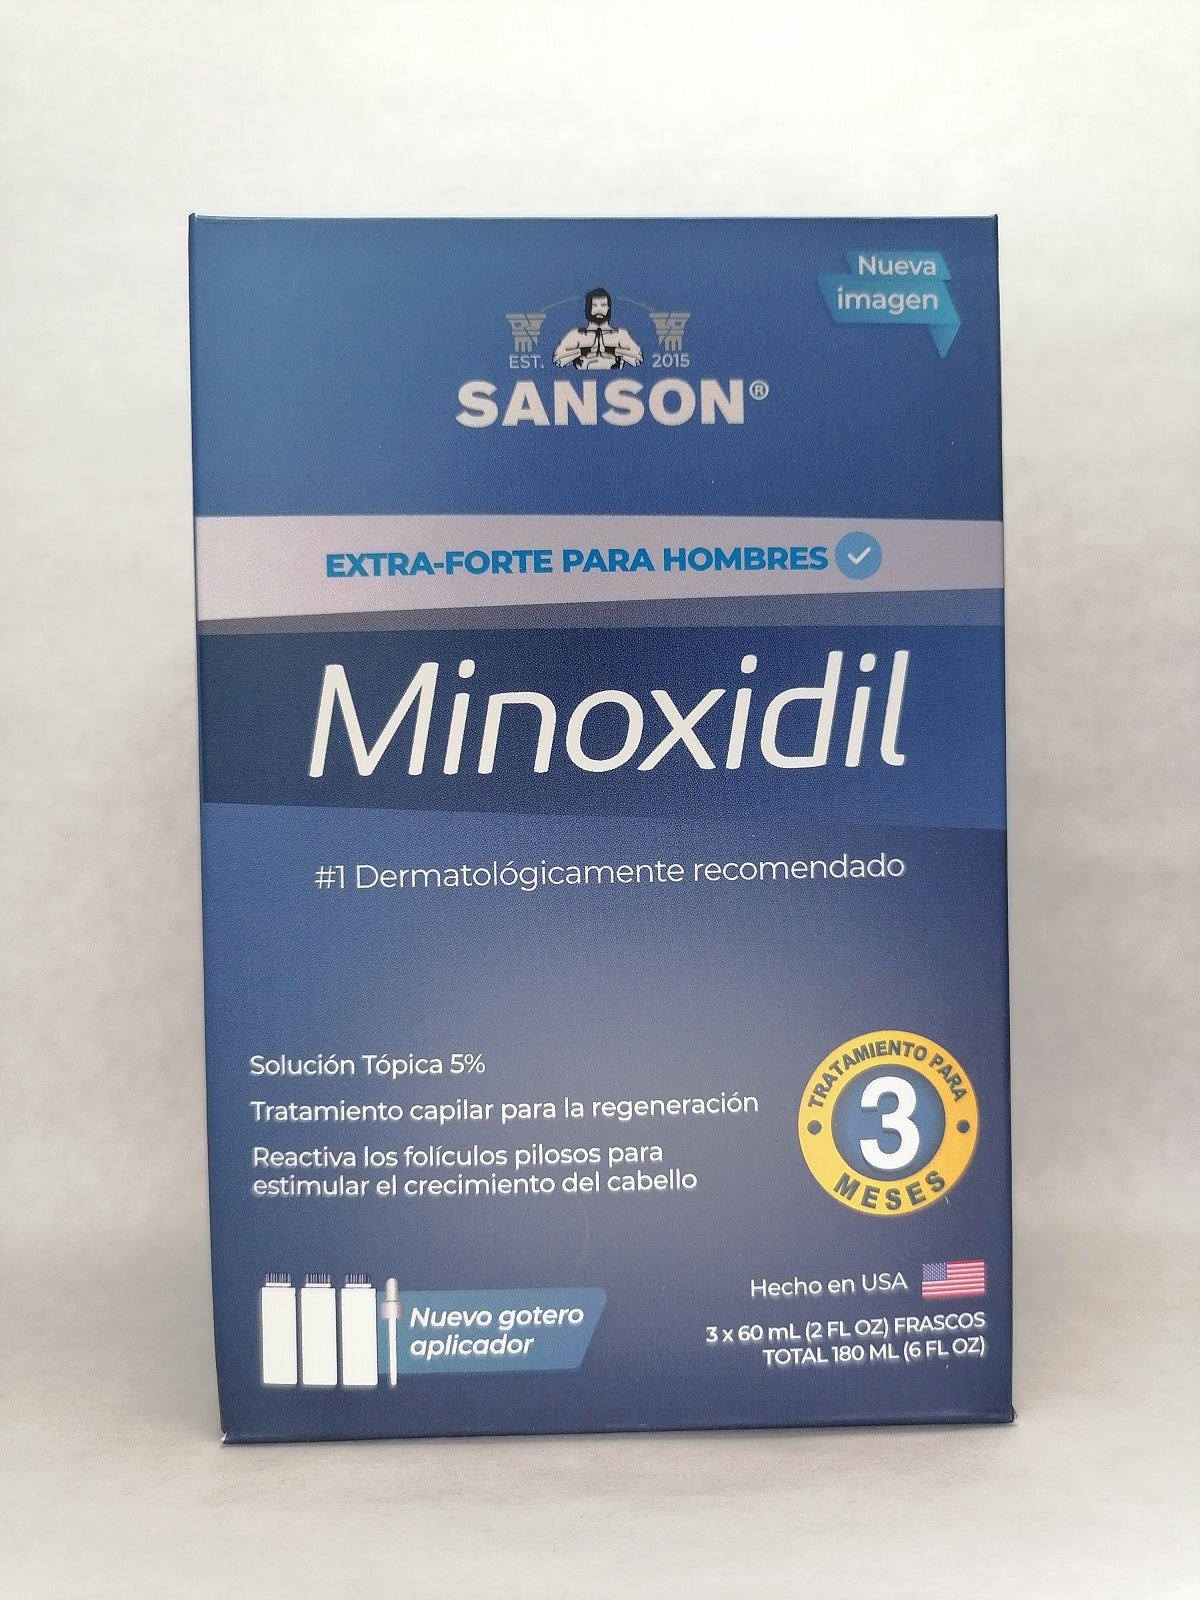 Nueva
imagen
EST. 2015
SANSON®
EXTRA-FORTE PARA HOMBRES
Minoxidil
#1 Dermatológicamente recomendado
Solución Tópica 5%
Tratamiento capilar para la regeneración
Reactiva los folículos pilosos para
estimular el crecimiento del cabello
TRATAMIENTO PARA
3
MESES
Nuevo gotero
aplicador
Hecho en USA
3 x 60 mL (2 FL OZ) FRASCOS
TOTAL 180 ML (6 FL OZ)